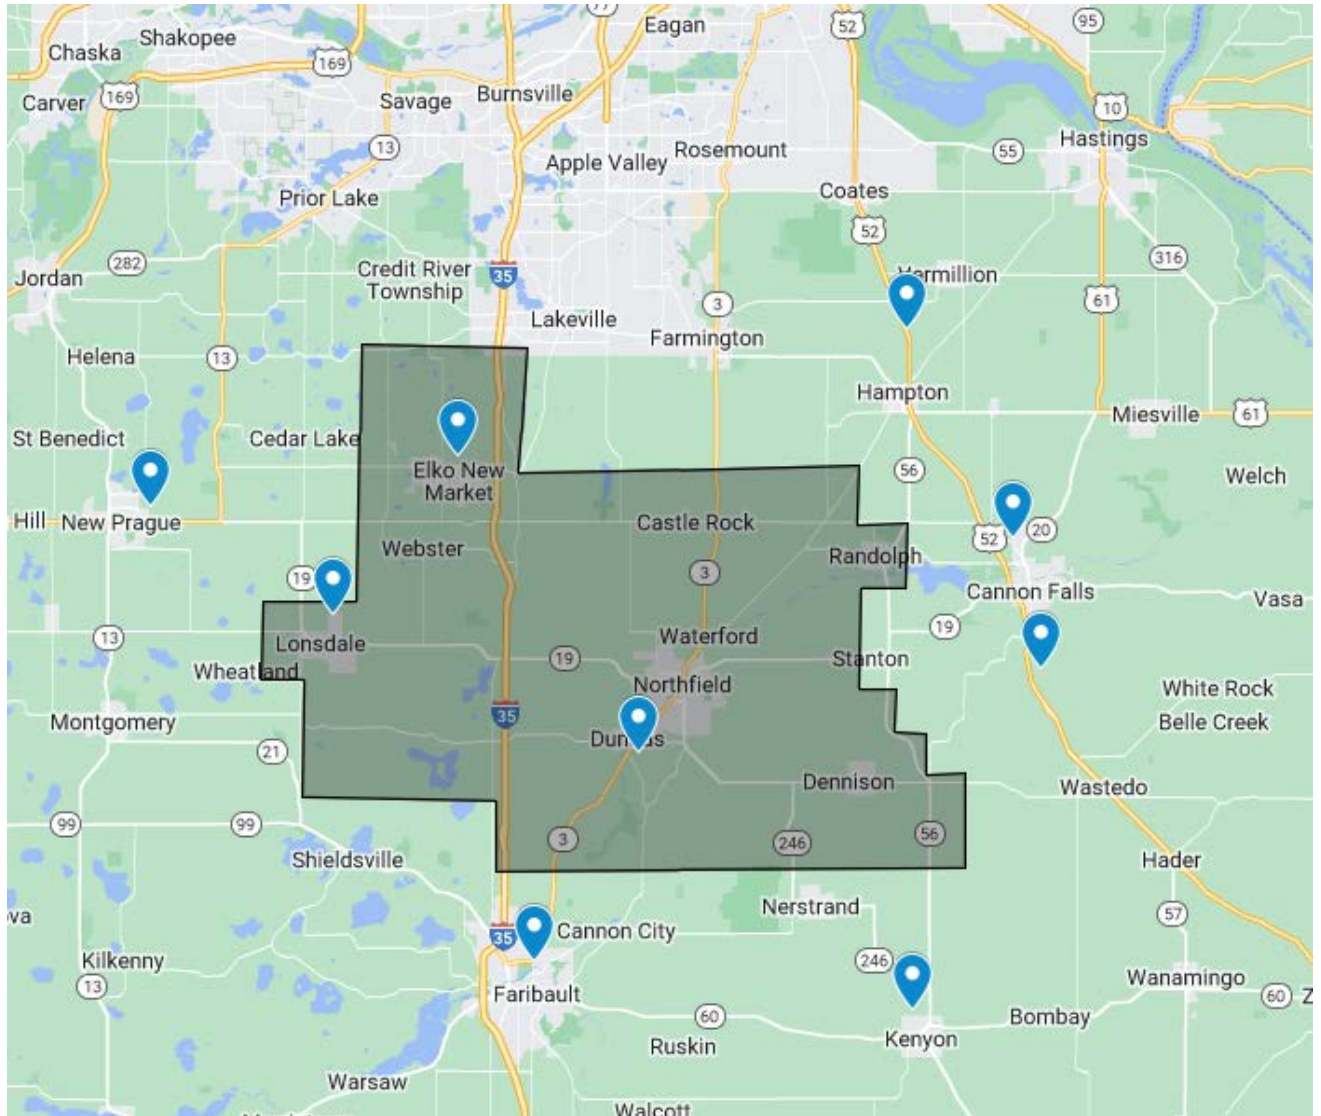 77
Eagan
52
95
Shakopee
Chaska
169
Savage
Burnsville
169
Carver
10
Hastings
13
Apple Valley
Rosemount
55
Prior Lake
Coates
52
282
316
Jordan
Credit River
Township
35
Vermillion
61
3
Lakeville
Farmington
Helena
13
Hampton
Miesville
61
St Benedict
Cedar Lake
Elko New
Market
56
Welch
Hill
New Prague
Castle Rock
52
20
Webster
Randolph
3
19
Cannon Falls
Vasa
19
13
Lonsdale
Waterford
19
Stanton
Wheatland
Northfield
White Rock
Montgomery
35
Belle Creek
21
Dundas
Dennison
Wastedo
99
99
3
246
56
Shieldsville
Hader
ova
Nerstrand
57
35
Cannon City
Kilkenny
246
13
Wanamingo
Faribault
60
Z
60
Bombay
Ruskin
Kenyon
Warsaw
Walcott